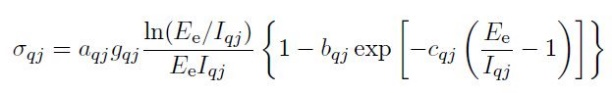 σ_{qj} = a_{qj} g_{qj} \frac{\ln(E_e/I_{qj})}{E_e I_{qj}} \left\{ 1 - b_{qj} \exp \left[ -c_{qj} \left( \frac{E_e}{I_{qj}} - 1 \right) \right] \right\}